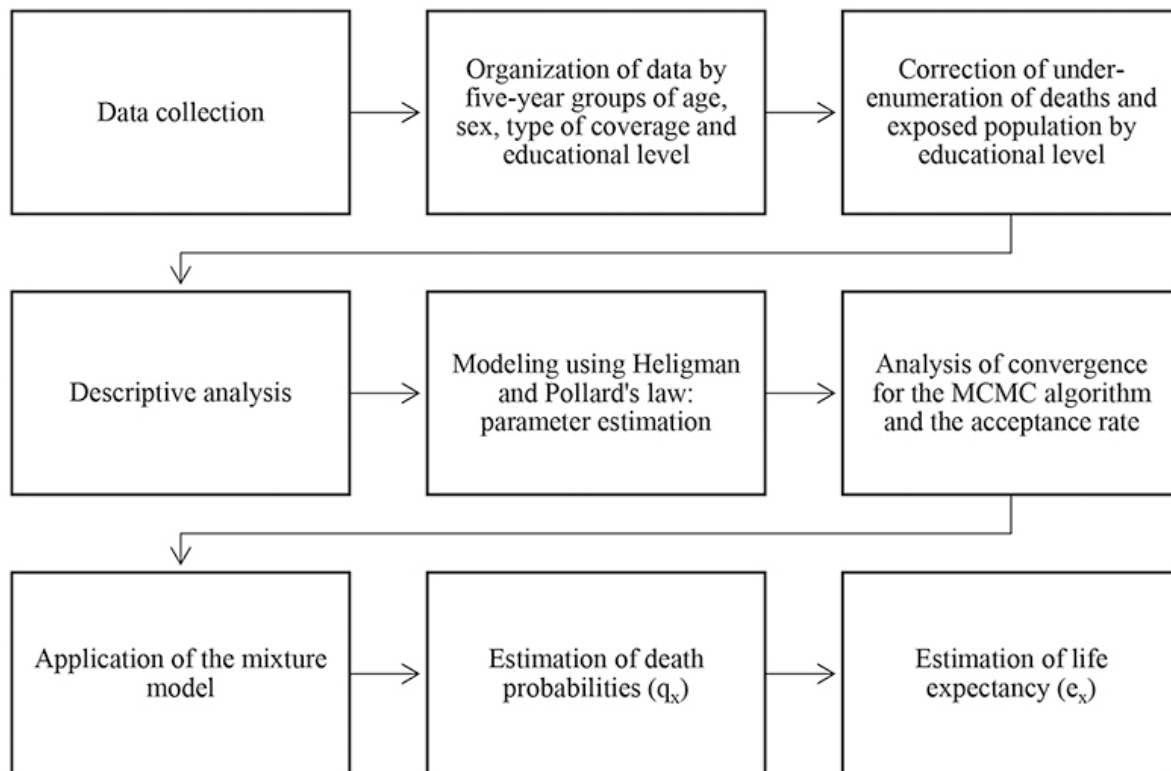 Data collection
Organization of data by
five-year groups of age,
sex, type of coverage and
educational level
Correction of under-
enumeration of deaths and
exposed population by
educational level
Descriptive analysis
Modeling using Heligman
and Pollard's law:
parameter estimation
Analysis of convergence
for the MCMC algorithm
and the acceptance rate
Application of the mixture
model
Estimation of death
probabilities (qₓ)
Estimation of life
expectancy (eₓ)